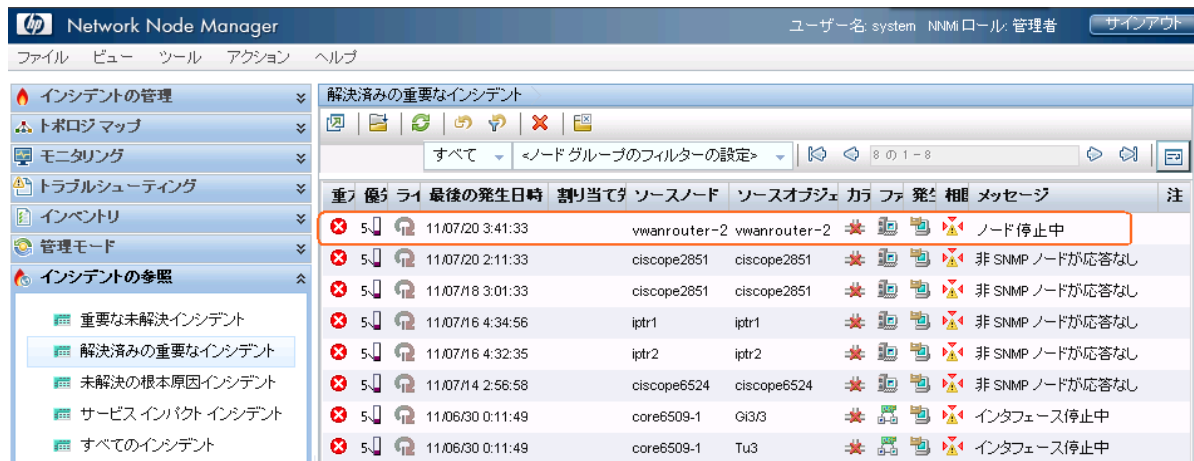 hp Network Node Manager ユーザー名: system NNMiロール: 管理者 サインアウト
ファイル ビュー ツール アクション ヘルプ
インシデントの管理
トポロジ マップ
モニタリング
トラブルシューティング
インベントリ
管理モード
インシデントの参照
重要な未解決インシデント
解決済みの重要なインシデント
未解決の根本原因インシデント
サービス インパクト インシデント
すべてのインシデント
解決済みの重要なインシデント
すべて <ノード グループのフィルターの設定> 8 の 1 - 8
重 優 ライ 最後の発生日時 割り当て ソースノード ソースオブジェ カテ ファ 発生 相関 メッセージ 注
5 11/07/20 3:41:33 vwanrouter-2 vwanrouter-2 ノード停止中
5 11/07/20 2:11:33 ciscope2851 ciscope2851 非 SNMP ノードが応答なし
5 11/07/18 3:01:33 ciscope2851 ciscope2851 非 SNMP ノードが応答なし
5 11/07/16 4:34:56 iptr1 iptr1 非 SNMP ノードが応答なし
5 11/07/16 4:32:35 iptr2 iptr2 非 SNMP ノードが応答なし
5 11/07/14 2:56:58 ciscope6524 ciscope6524 非 SNMP ノードが応答なし
5 11/06/30 0:11:49 core6509-1 Gi3/3 インタフェース停止中
5 11/06/30 0:11:49 core6509-1 Tu3 インタフェース停止中